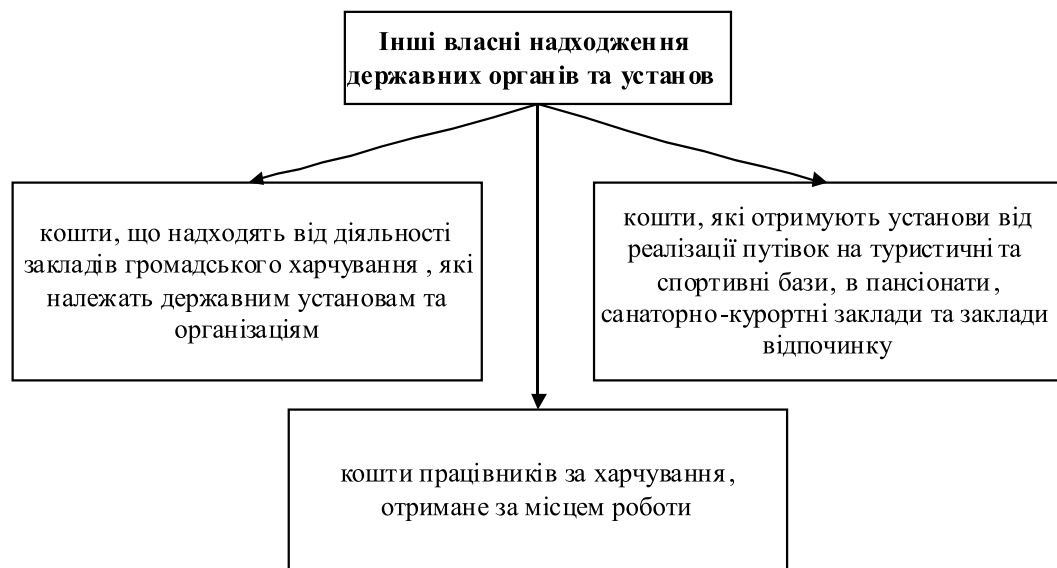 Інші власні надходження
державних органів та установ
кошти, що надходять від діяльності
закладів громадського харчування , які
належать державним установам та
організаціям
кошти, які отримують установи від
реалізації путівок на туристичні та
спортивні бази, в пансіонати,
санаторно-курортні заклади та заклади
відпочинку
кошти працівників за харчування,
отримане за місцем роботи